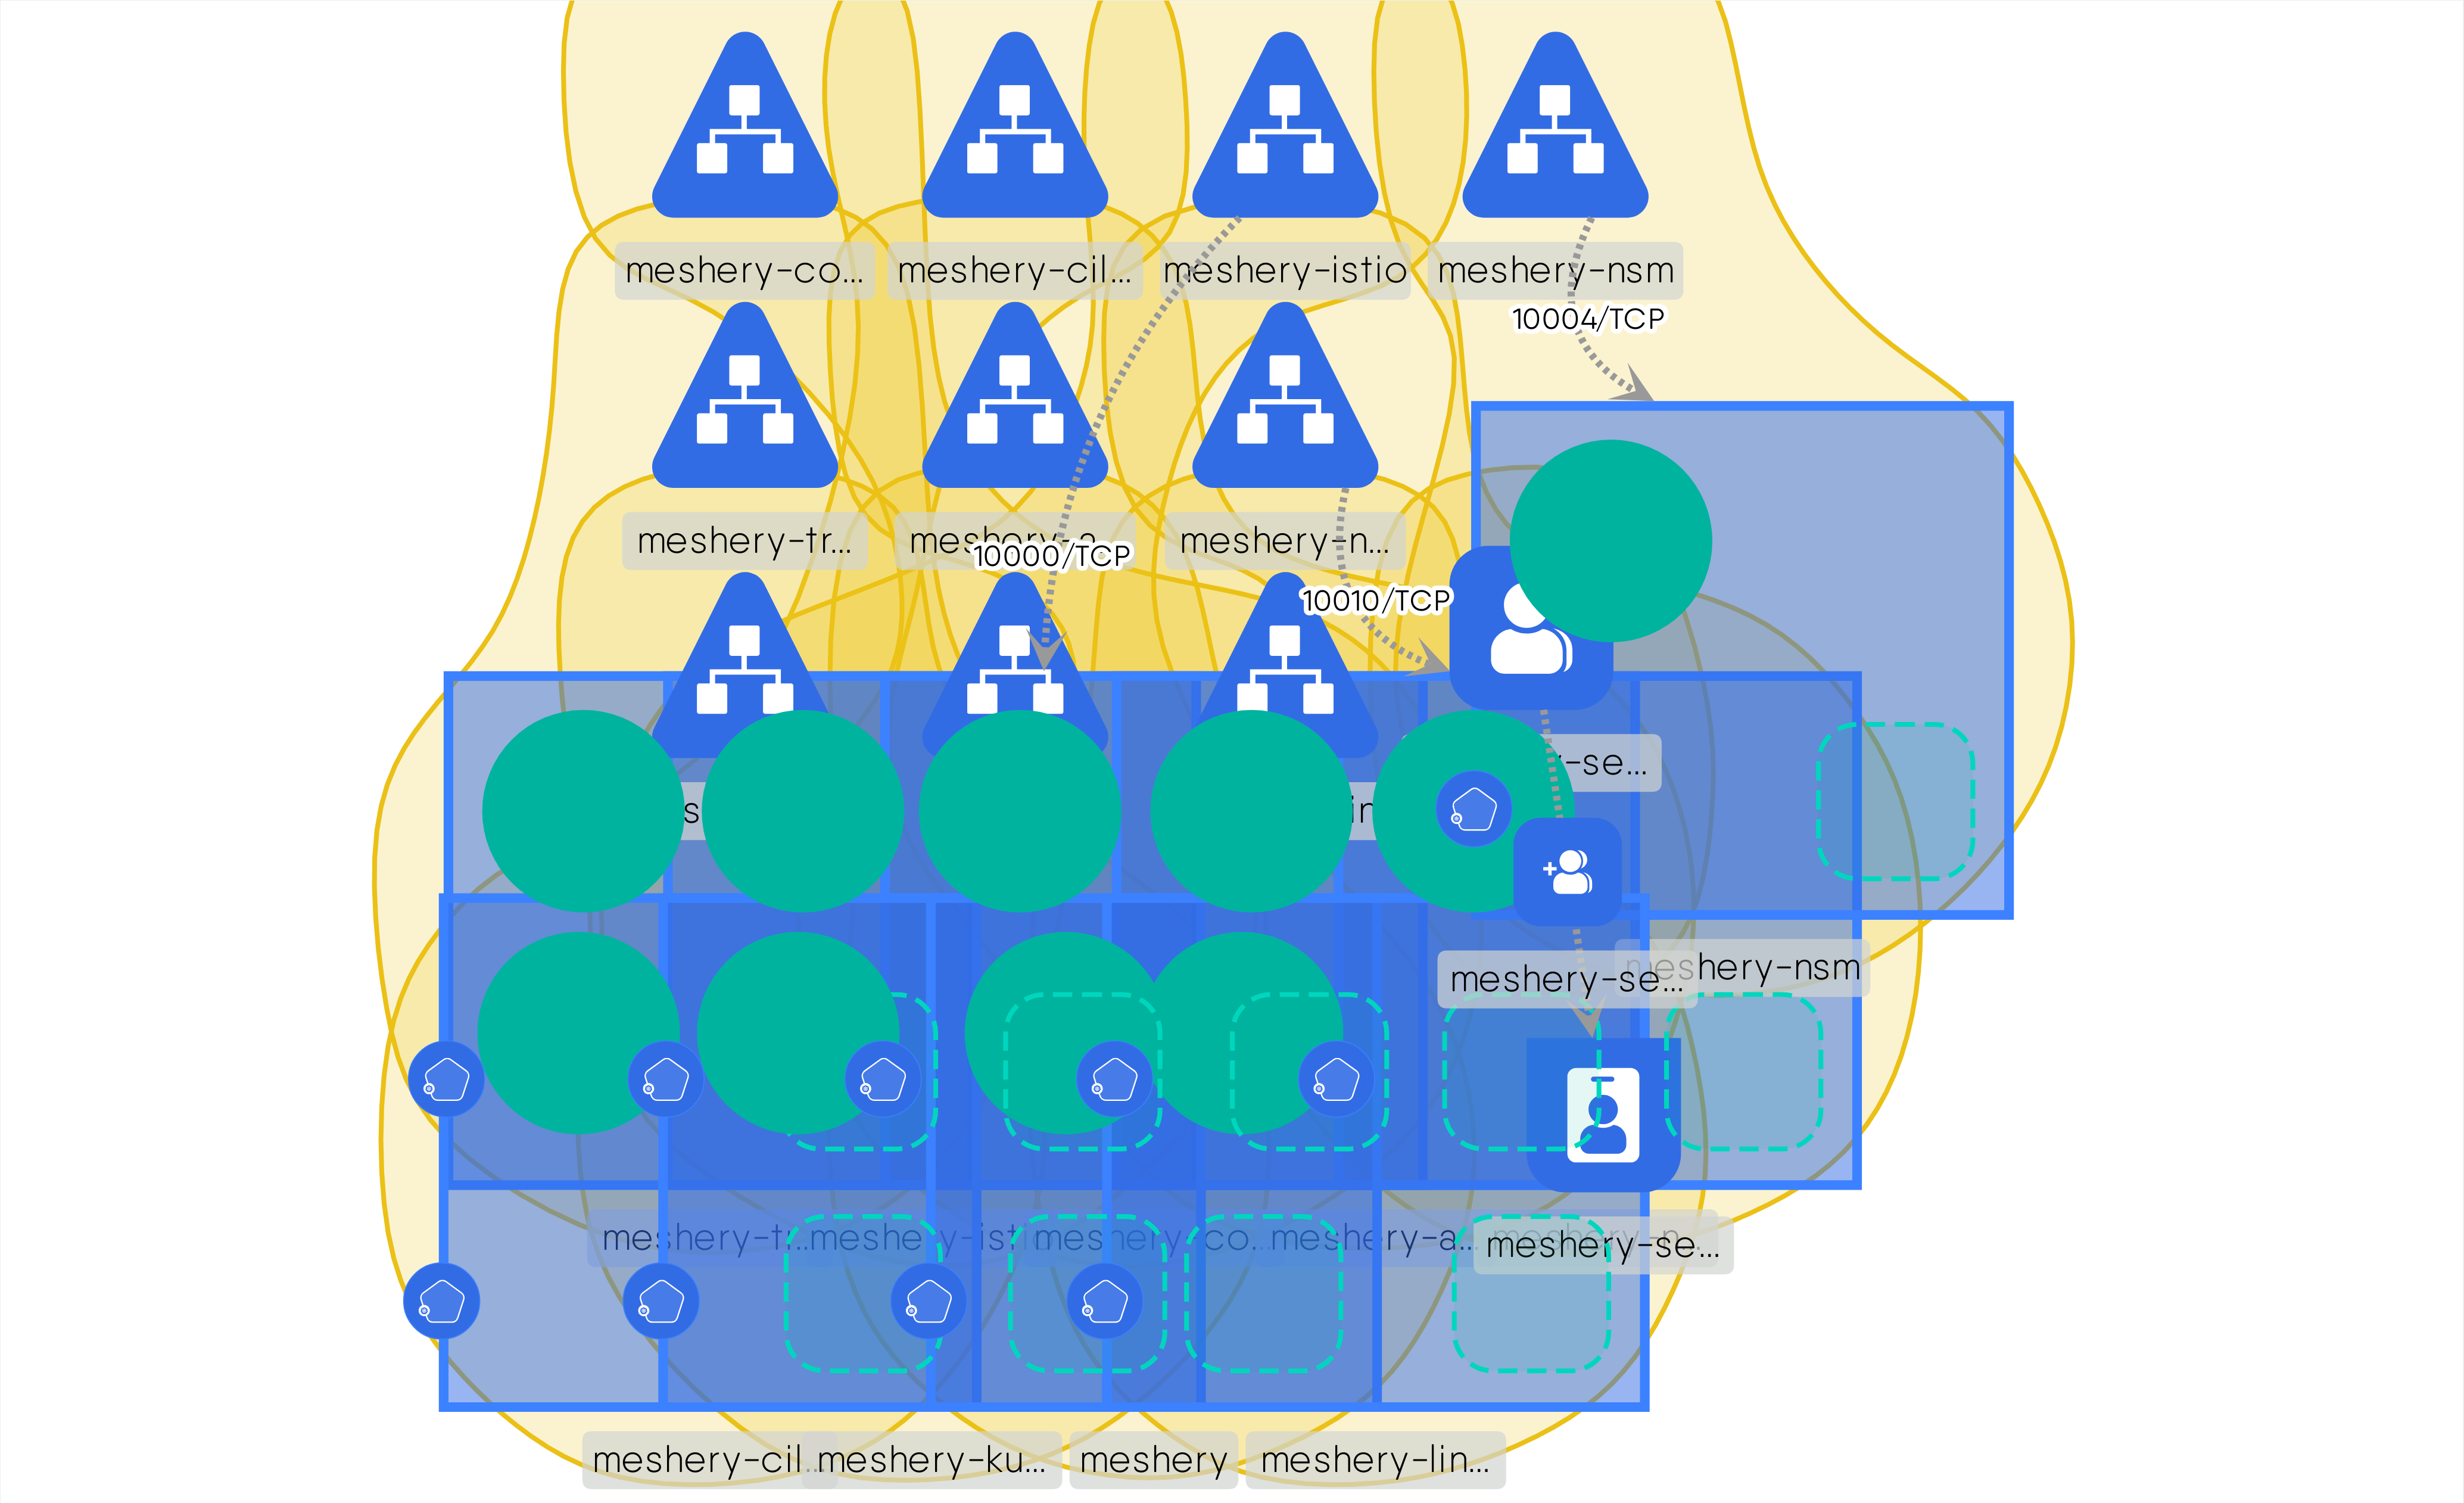 meshery-co...
meshery-cil...
meshery-istio
meshery-nsm
10004/TCP
meshery-tr...
meshery-a...
meshery-n...
10000/TCP
10010/TCP
-se...
meshery-nsm
meshery-se...
meshery-tr...
meshery-isti
meshery-co...
meshery-a...
meshery-n...
meshery-se...
meshery-cil...
meshery-ku...
meshery
meshery-lin...